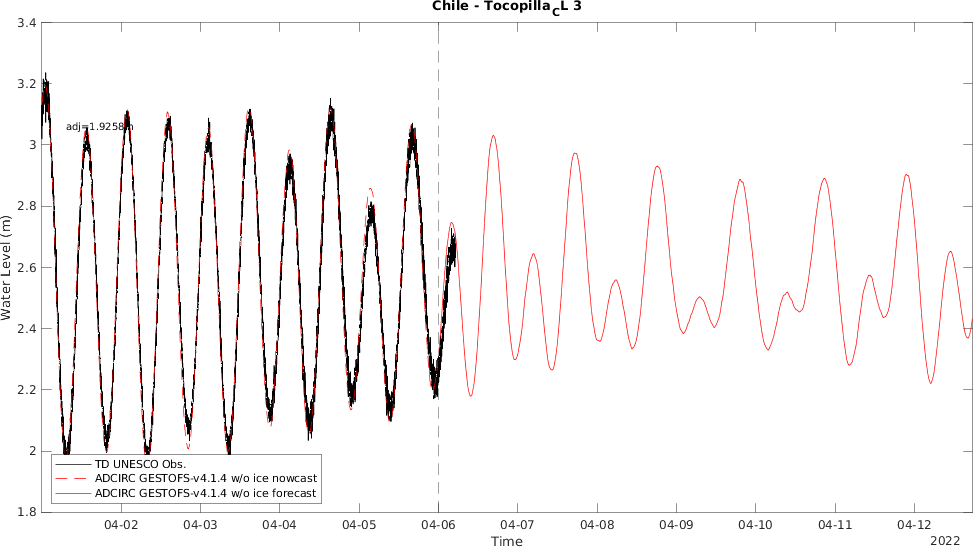 Chile - Tocopilla_CL 3
3.4
3.2
3
2.8
2.6
2.4
2.2
2
1.8
Water Level (m)
adj=1.9258m
TD UNESCO Obs.
ADCIRC GESTOFS-v4.1.4 w/o ice nowcast
ADCIRC GESTOFS-v4.1.4 w/o ice forecast
04-02 04-03 04-04 04-05 04-06 04-07 04-08 04-09 04-10 04-11 04-12
Time
2022